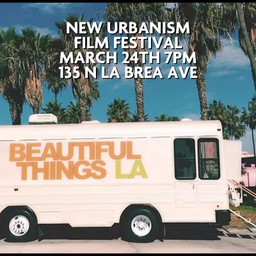 NEW URBANISM
FILM FESTIVAL
MARCH 24TH 7PM
135 N LA BREA AVE
BEAUTIFUL
THINGS LA